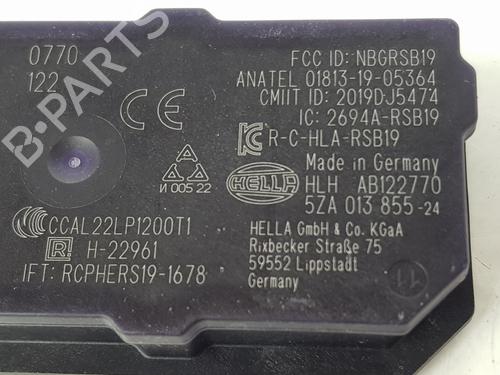 0770
122
FCC ID: NBGRSB19
ANATEL 01813-19-05364
CMIIT ID: 2019DJ5474
IC: 2694A-RSB19
R-C-HLA-RSB19
CE
И 005 22
Made in Germany
HELLA
HLH AB122770
5ZA 013 855-24
CCAL22LP1200T1
R H-22961
IFT: RCPHERS19-1678
HELLA GmbH & Co. KGaA
Rixbecker Straße 75
59552 Lippstadt
Germany
11
B-PARTS